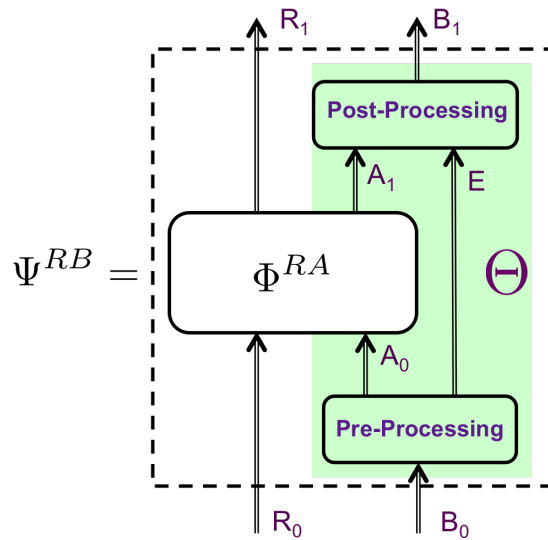 R₁ B₁
Post-Processing
A₁ E
Ψ^{RB} = Φ^{RA} Θ
A₀
Pre-Processing
R₀ B₀